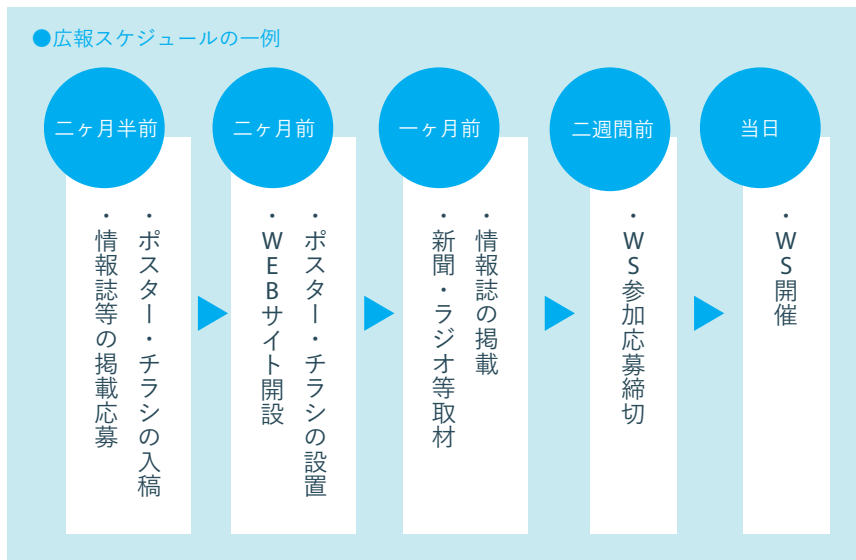 ●広報スケジュールの一例
二ヶ月半前
・ポスター・チラシの入稿
・情報誌等の掲載応募
二ヶ月前
・ポスター・チラシの設置
・WEBサイト開設
一ヶ月前
・情報誌の掲載
・新聞・ラジオ等取材
二週間前
・WS参加応募締切
当日
・WS開催